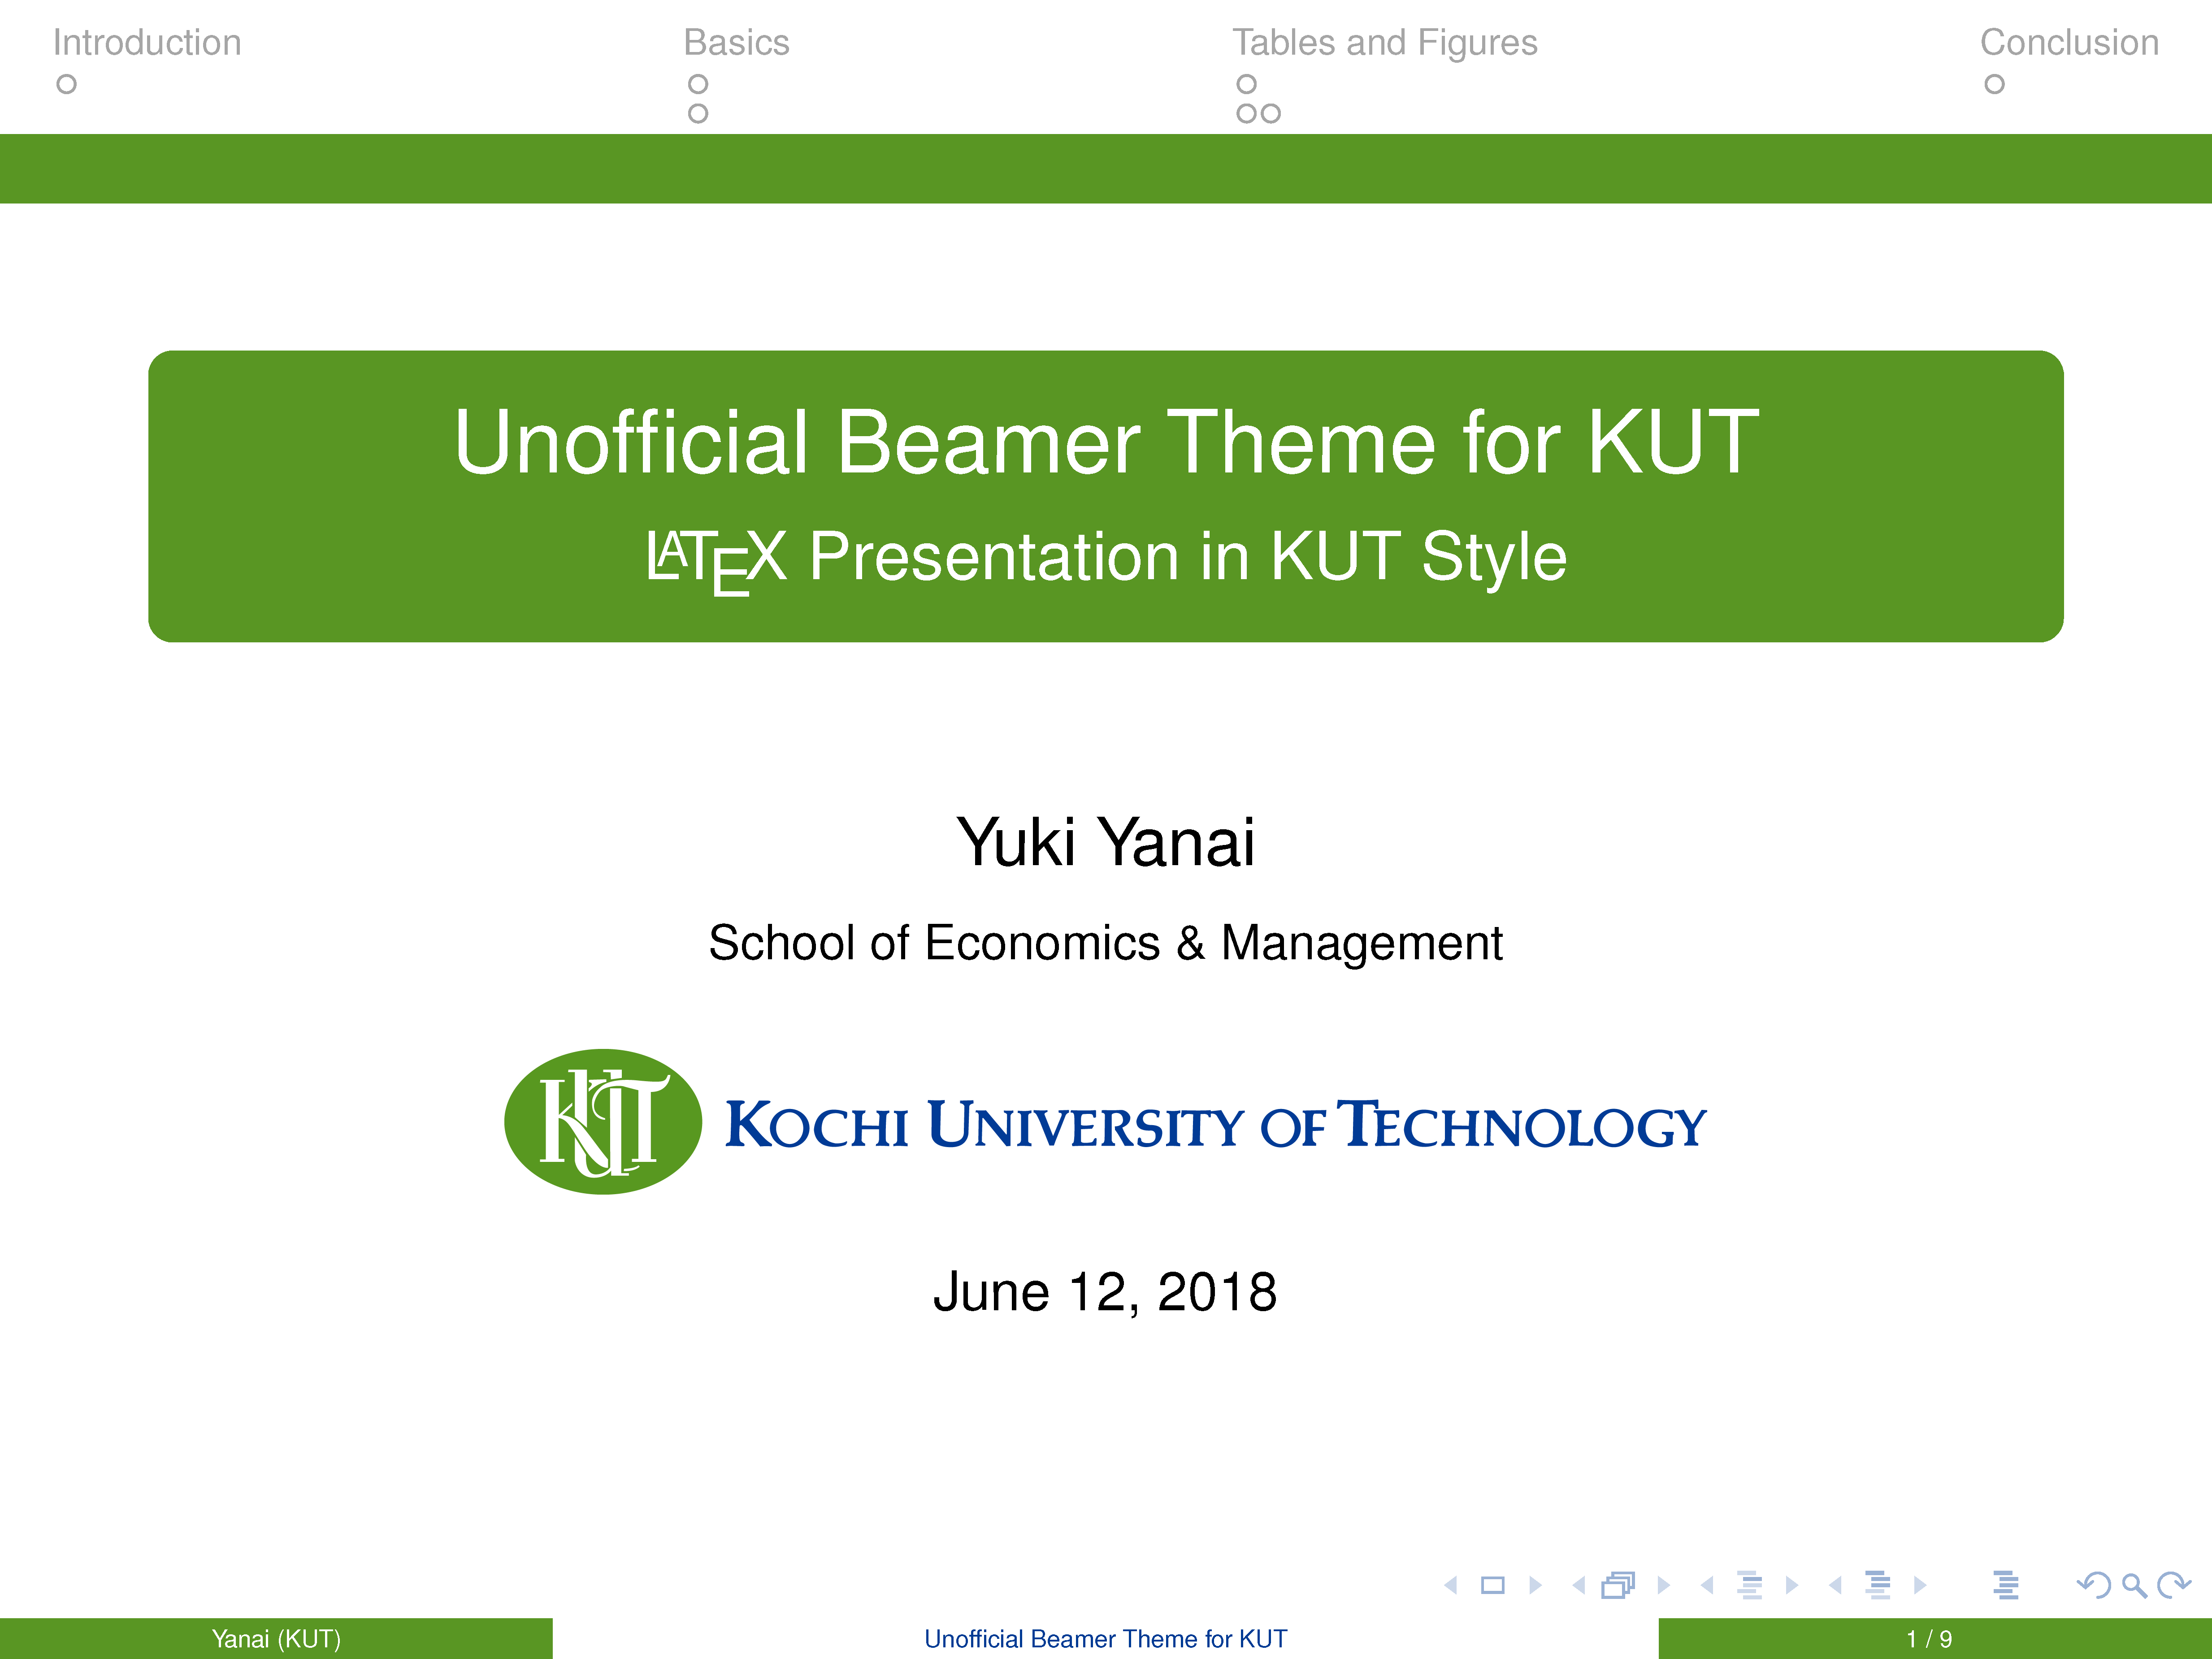 Introduction
Basics
Tables and Figures
Conclusion
Unofficial Beamer Theme for KUT
LATEX Presentation in KUT Style
Yuki Yanai
School of Economics & Management
KUT KOCHI UNIVERSITY OF TECHNOLOGY
June 12, 2018
Yanai (KUT)
Unofficial Beamer Theme for KUT
1 / 9